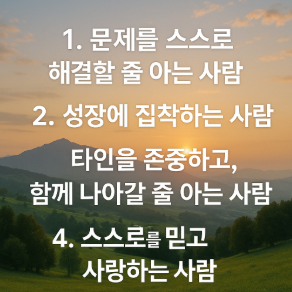 1. 문제를 스스로
해결할 줄 아는 사람
2. 성장에 집착하는 사람
타인을 존중하고,
함께 나아갈 줄 아는 사람
4. 스스로를 믿고
사랑하는 사람